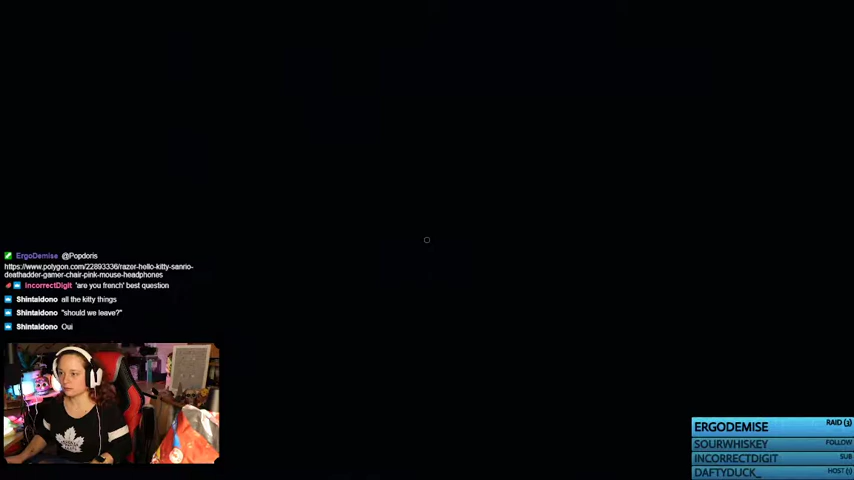 ErgoDemise @Popdoris
https://www.polygon.com/22893336/razer-hello-kitty-sanrio-
deathadder-gamer-chair-pink-mouse-headphones
IncorrectDigit 'are you french' best question
Shintaidono all the kitty things
Shintaidono "should we leave?"
Shintaidono Oui
ERGODEMISE RAID (3)
SOURWHISKEY FOLLOW
INCORRECTDIGIT SUB
DAFTYDUCK_ HOST (1)